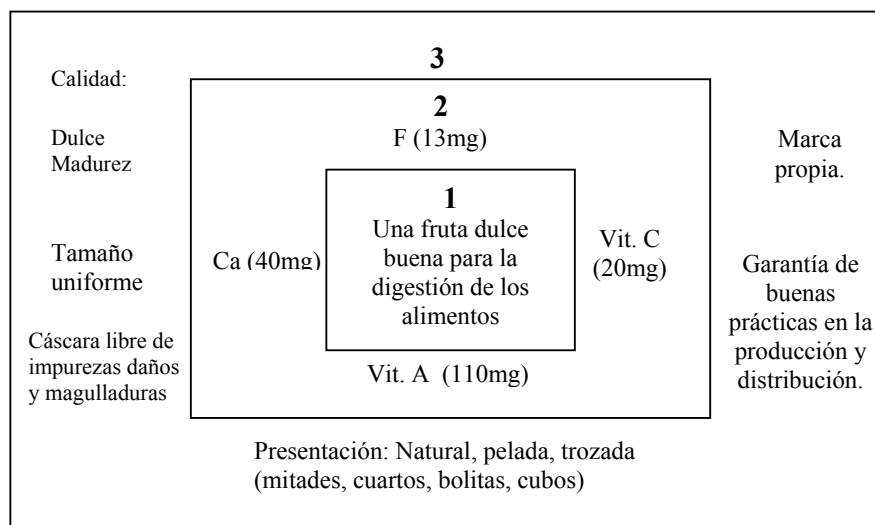 3
Calidad:
2
Dulce
Madurez
F (13mg)
Marca
propia.
1
Una fruta dulce
buena para la
digestión de los
alimentos
Tamaño
uniforme
Ca (40mg)
Vit. C
(20mg)
Garantía de
buenas
prácticas en la
producción y
distribución.
Cáscara libre de
impurezas daños
y magulladuras
Vit. A (110mg)
Presentación: Natural, pelada, trozada
(mitades, cuartos, bolitas, cubos)